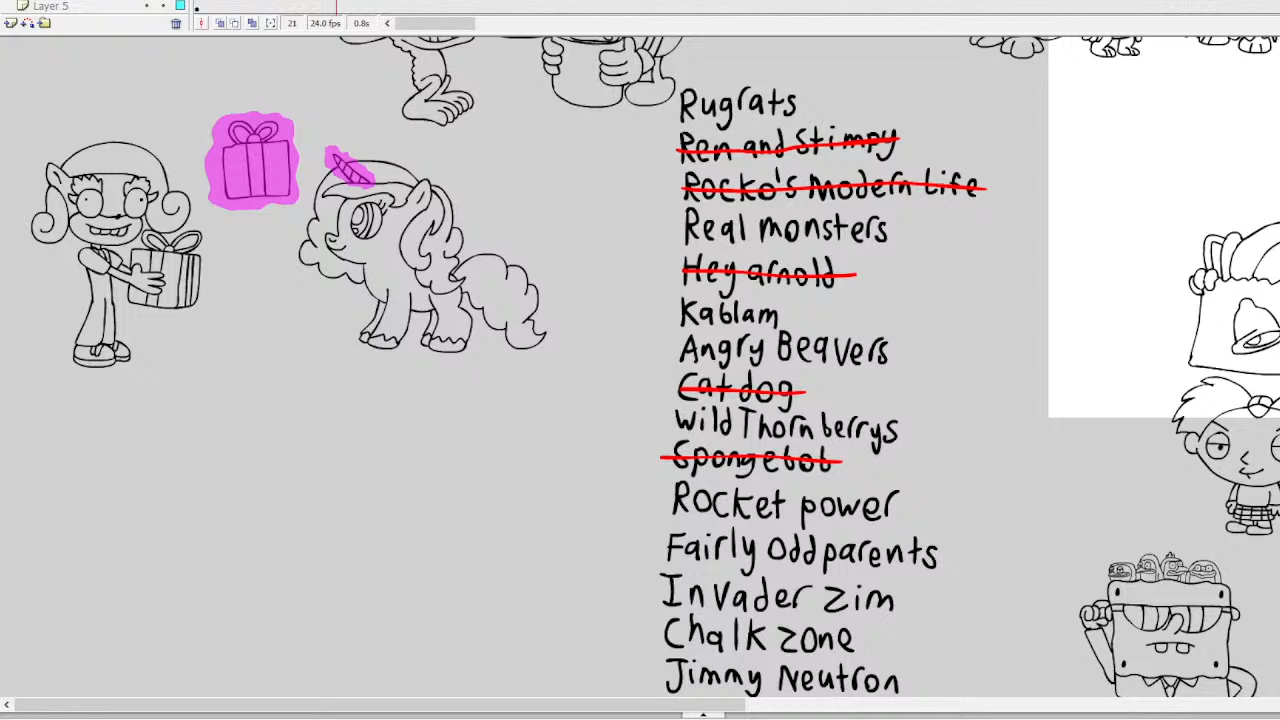 Layer 5
21 24.0 fps 0.8s
Rugrats
Ren and Stimpy
Rocko's Modern Life
Real monsters
Hey arnold
Kablam
Angry Beavers
Catdog
Wild Thornberrys
Spongebob
Rocket power
Fairly Oddparents
Invader Zim
Chalk zone
Jimmy Neutron